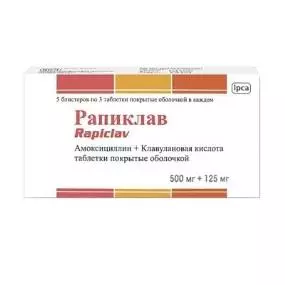 Ipca
5 блистеров по 3 таблетки покрытые оболочкой в каждом
Рапиклав
Rapiclav
Амоксициллин + Клавулановая кислота
таблетки покрытые оболочкой
500 мг + 125 мг